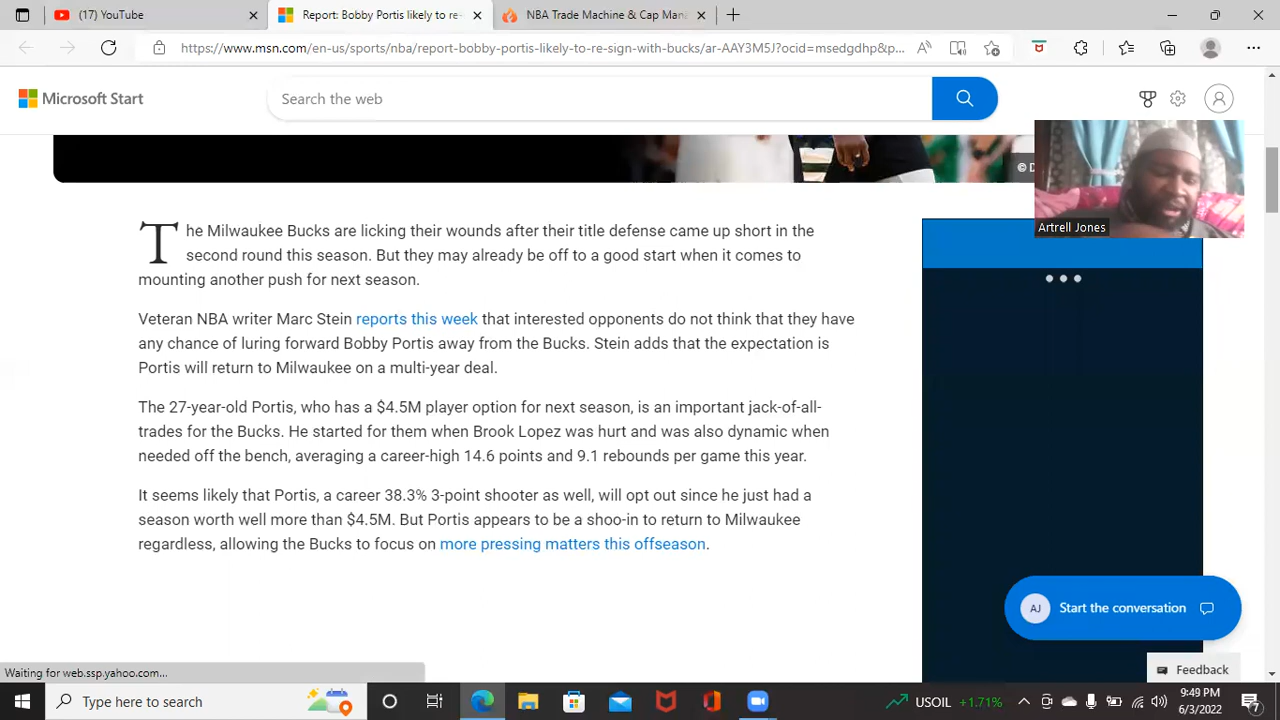 (17) YouTube
Report: Bobby Portis likely to re
NBA Trade Machine & Cap Man
https://www.msn.com/en-us/sports/nba/report-bobby-portis-likely-to-re-sign-with-bucks/ar-AAY3M5J?ocid=msedgdhp&p...
Microsoft Start
Search the web
© D
Artrell Jones
The Milwaukee Bucks are licking their wounds after their title defense came up short in the
second round this season. But they may already be off to a good start when it comes to
mounting another push for next season.
Veteran NBA writer Marc Stein reports this week that interested opponents do not think that they have
any chance of luring forward Bobby Portis away from the Bucks. Stein adds that the expectation is
Portis will return to Milwaukee on a multi-year deal.
The 27-year-old Portis, who has a $4.5M player option for next season, is an important jack-of-all-
trades for the Bucks. He started for them when Brook Lopez was hurt and was also dynamic when
needed off the bench, averaging a career-high 14.6 points and 9.1 rebounds per game this year.
It seems likely that Portis, a career 38.3% 3-point shooter as well, will opt out since he just had a
season worth well more than $4.5M. But Portis appears to be a shoo-in to return to Milwaukee
regardless, allowing the Bucks to focus on more pressing matters this offseason.
AJ
Start the conversation
Feedback
Waiting for web.ssp.yahoo.com...
Type here to search
USOIL +1.71%
9:49 PM
6/3/2022
7